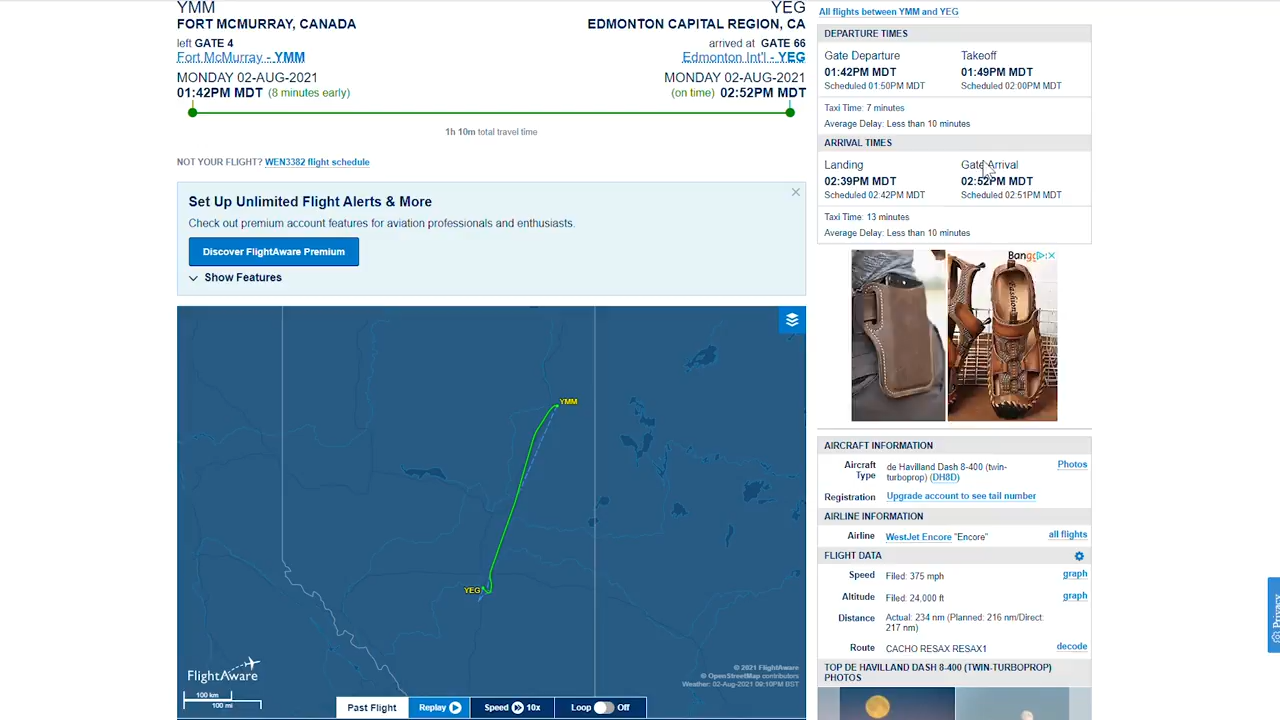 YMM
FORT MCMURRAY, CANADA
left GATE 4
Fort McMurray - YMM
MONDAY 02-AUG-2021
01:42PM MDT (8 minutes early)
YEG
EDMONTON CAPITAL REGION, CA
arrived at GATE 66
Edmonton Int'l - YEG
MONDAY 02-AUG-2021
(on time) 02:52PM MDT
1h 10m total travel time
NOT YOUR FLIGHT? WEN3382 flight schedule
Set Up Unlimited Flight Alerts & More
Check out premium account features for aviation professionals and enthusiasts.
Discover FlightAware Premium
Show Features
YMM
YEG
FlightAware
100 km
100 mi
© 2021 FlightAware
© OpenStreetMap contributors
Weather: 02-Aug-2021 09:10PM BST
Past Flight
Replay
Speed 10x
Loop Off
All flights between YMM and YEG
DEPARTURE TIMES
Gate Departure Takeoff
01:42PM MDT 01:49PM MDT
Scheduled 01:50PM MDT Scheduled 02:00PM MDT
Taxi Time: 7 minutes
Average Delay: Less than 10 minutes
ARRIVAL TIMES
Landing Gate Arrival
02:39PM MDT 02:52PM MDT
Scheduled 02:42PM MDT Scheduled 02:51PM MDT
Taxi Time: 13 minutes
Average Delay: Less than 10 minutes
AIRCRAFT INFORMATION
Aircraft Type
de Havilland Dash 8-400 (twin-
turboprop) (DH8D)
Photos
Registration Upgrade account to see tail number
AIRLINE INFORMATION
Airline WestJet Encore "Encore" all flights
FLIGHT DATA
Speed Filed: 375 mph graph
Altitude Filed: 24,000 ft graph
Distance Actual: 234 nm (Planned: 216 nm/Direct:
217 nm)
Route CACHO RESAX RESAX1 decode
TOP DE HAVILLAND DASH 8-400 (TWIN-TURBOPROP)
PHOTOS
Privacy